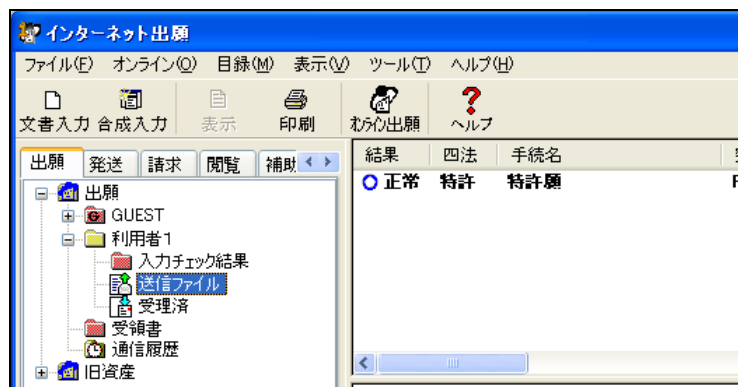 インターネット出願
ファイル(F) オンライン(O) 目録(M) 表示(V) ツール(T) ヘルプ(H)
文書入力 合成入力 表示 印刷 オンライン出願 ヘルプ
出願 発送 請求 閲覧 補助
結果 四法 手続名
正常 特許 特許願
出願
GUEST
利用者1
入力チェック結果
送信ファイル
受理済
受領書
通信履歴
旧資産